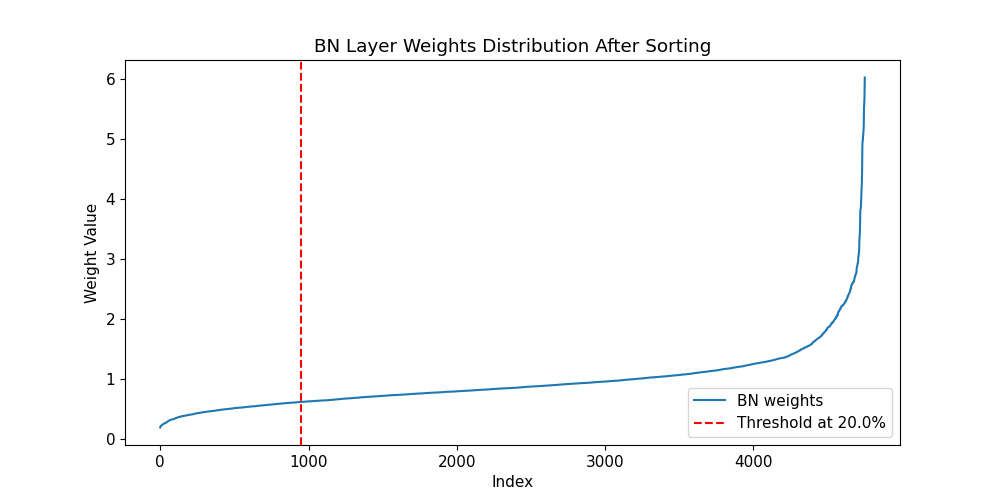 BN Layer Weights Distribution After Sorting
Weight Value
6
5
4
3
2
1
0
BN weights
Threshold at 20.0%
0 1000 2000 3000 4000
Index